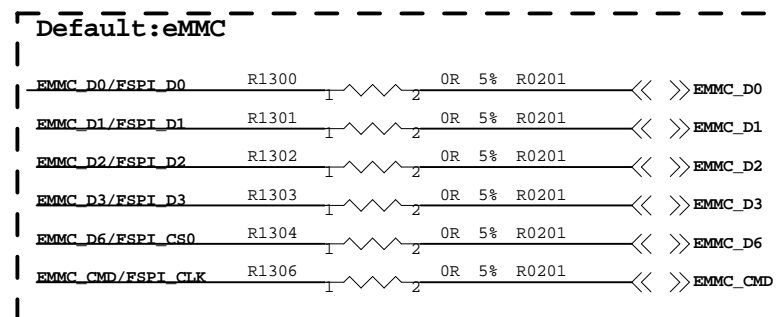 Default:eMMC
EMMC_D0/FSPI_D0 R1300 1 2 0R 5% R0201 EMMC_D0
EMMC_D1/FSPI_D1 R1301 1 2 0R 5% R0201 EMMC_D1
EMMC_D2/FSPI_D2 R1302 1 2 0R 5% R0201 EMMC_D2
EMMC_D3/FSPI_D3 R1303 1 2 0R 5% R0201 EMMC_D3
EMMC_D6/FSPI_CS0 R1304 1 2 0R 5% R0201 EMMC_D6
EMMC_CMD/FSPI_CLK R1306 1 2 0R 5% R0201 EMMC_CMD